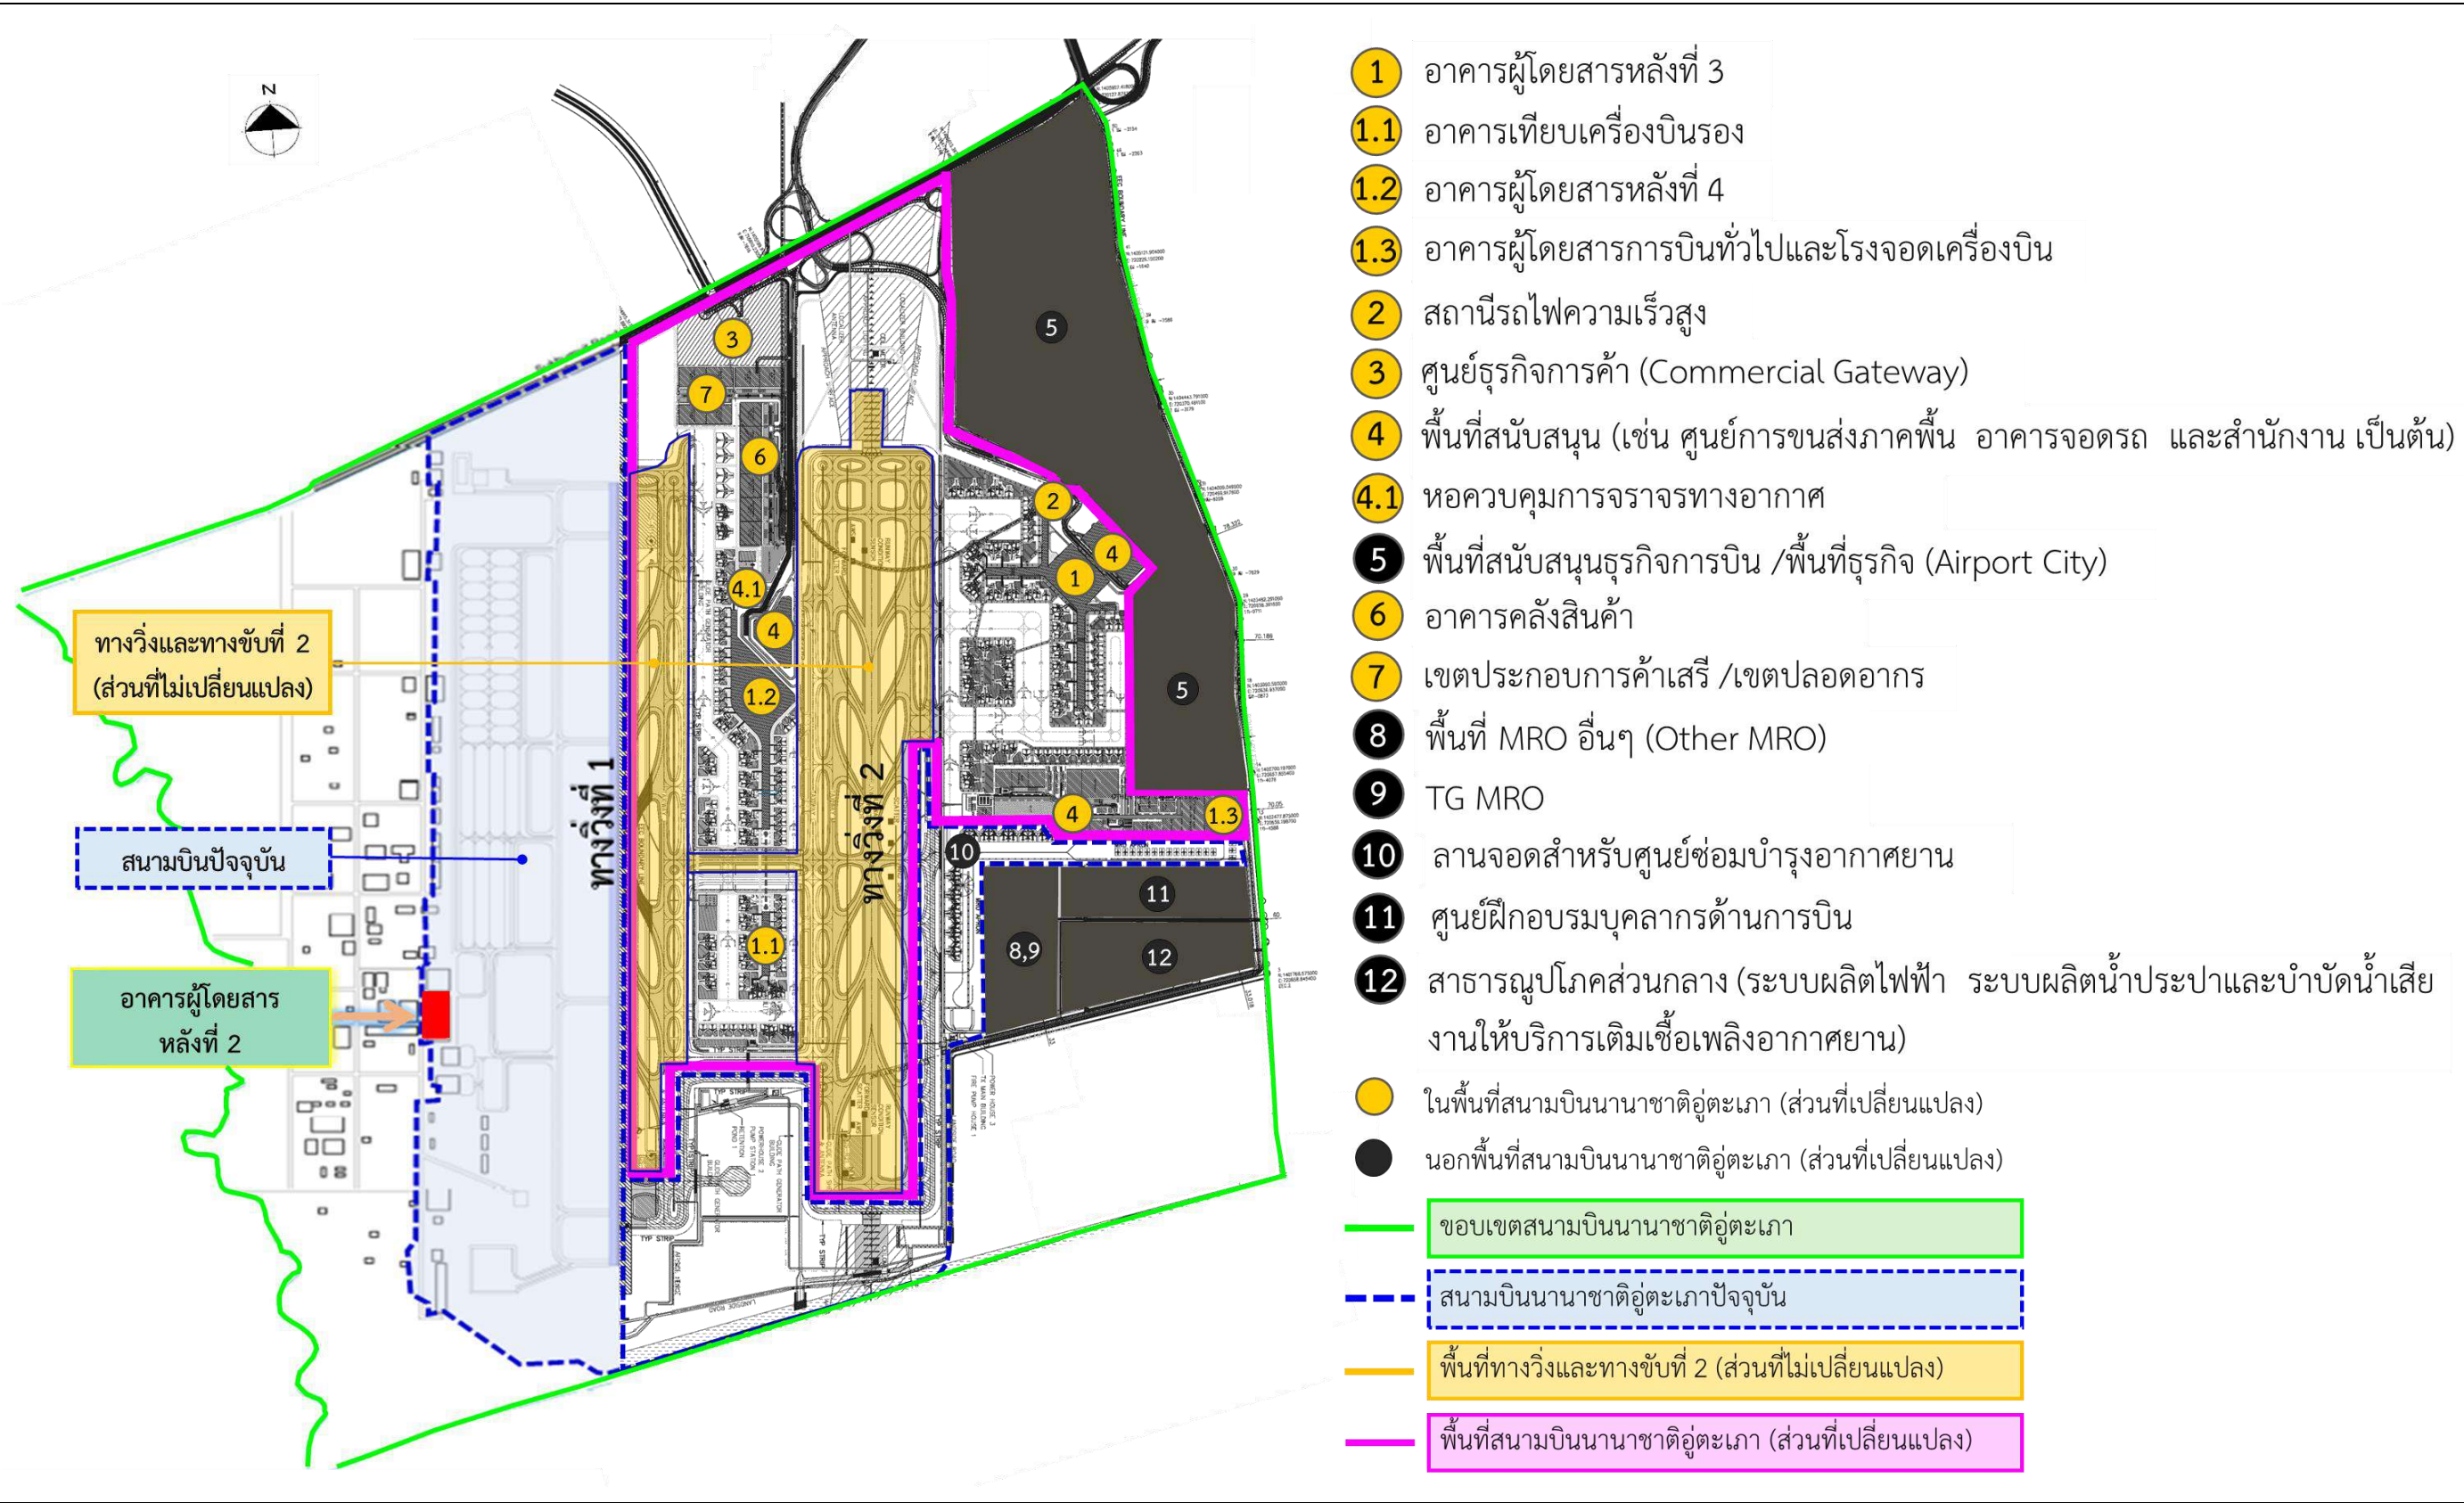 N
ทางวิ่งและทางขับที่ 2
(ส่วนที่ไม่เปลี่ยนแปลง)
สนามบินปัจจุบัน
อาคารผู้โดยสาร
หลังที่ 2
ทางวิ่งที่ 1
ทางวิ่งที่ 2
3
7
6
4.1
4
1.2
1.1
5
2
4
1
5
4
1.3
10
11
8,9
12
TYP STRIP
TYP STRIP
LANDSIDE ROAD
1 อาคารผู้โดยสารหลังที่ 3
1.1 อาคารเทียบเครื่องบินรอง
1.2 อาคารผู้โดยสารหลังที่ 4
1.3 อาคารผู้โดยสารการบินทั่วไปและโรงจอดเครื่องบิน
2 สถานีรถไฟความเร็วสูง
3 ศูนย์ธุรกิจการค้า (Commercial Gateway)
4 พื้นที่สนับสนุน (เช่น ศูนย์การขนส่งภาคพื้น อาคารจอดรถ และสำนักงาน เป็นต้น)
4.1 หอควบคุมการจราจรทางอากาศ
5 พื้นที่สนับสนุนธุรกิจการบิน /พื้นที่ธุรกิจ (Airport City)
6 อาคารคลังสินค้า
7 เขตประกอบการค้าเสรี /เขตปลอดอากร
8 พื้นที่ MRO อื่นๆ (Other MRO)
9 TG MRO
10 ลานจอดสำหรับศูนย์ซ่อมบำรุงอากาศยาน
11 ศูนย์ฝึกอบรมบุคลากรด้านการบิน
12 สาธารณูปโภคส่วนกลาง (ระบบผลิตไฟฟ้า ระบบผลิตน้ำประปาและบำบัดน้ำเสีย
งานให้บริการเติมเชื้อเพลิงอากาศยาน)
ในพื้นที่สนามบินนานาชาติอู่ตะเภา (ส่วนที่เปลี่ยนแปลง)
นอกพื้นที่สนามบินนานาชาติอู่ตะเภา (ส่วนที่เปลี่ยนแปลง)
ขอบเขตสนามบินนานาชาติอู่ตะเภา
สนามบินนานาชาติอู่ตะเภาปัจจุบัน
พื้นที่ทางวิ่งและทางขับที่ 2 (ส่วนที่ไม่เปลี่ยนแปลง)
พื้นที่สนามบินนานาชาติอู่ตะเภา (ส่วนที่เปลี่ยนแปลง)